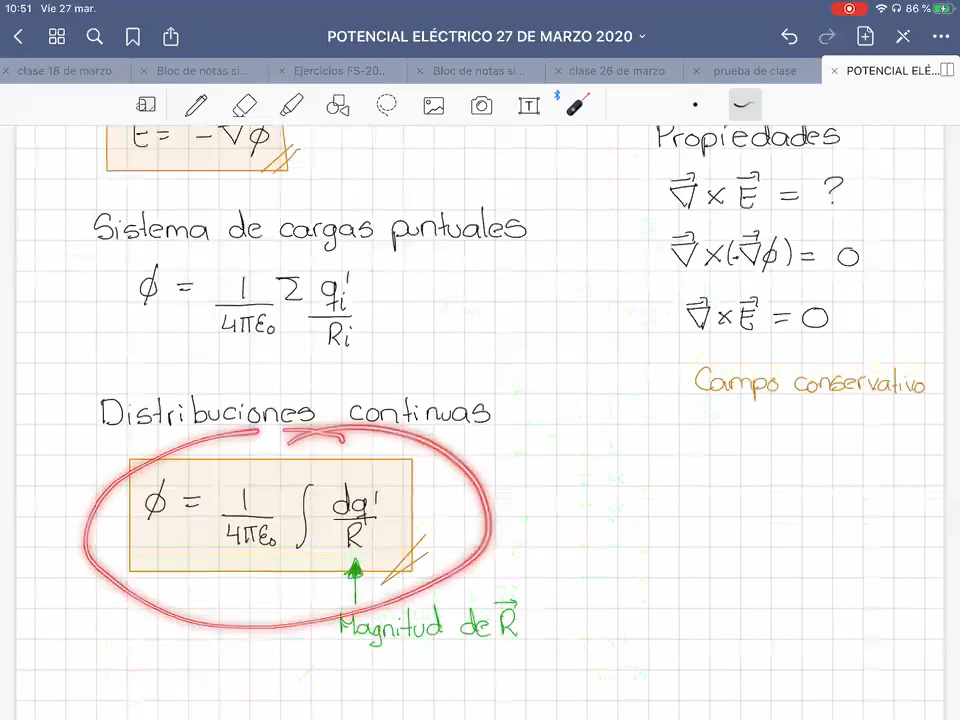 10:51 Vie 27 mar.
86 %
POTENCIAL ELÉCTRICO 27 DE MARZO 2020
clase 18 de marzo
Bloc de notas si...
Ejercicios FS-20...
Bloc de notas si...
clase 26 de marzo
prueba de clase
POTENCIAL ELÉ...
E = -∇ϕ
Sistema de cargas puntuales
ϕ = 1/4πε₀ Σ qᵢ'/Rᵢ
Distribuciones continuas
ϕ = 1/4πε₀ ∫ dq'/R
Magnitud de R⃗
Propiedades
∇⃗ × E⃗ = ?
∇⃗ × (-∇⃗ϕ) = 0
∇⃗ × E⃗ = 0
Campo conservativo